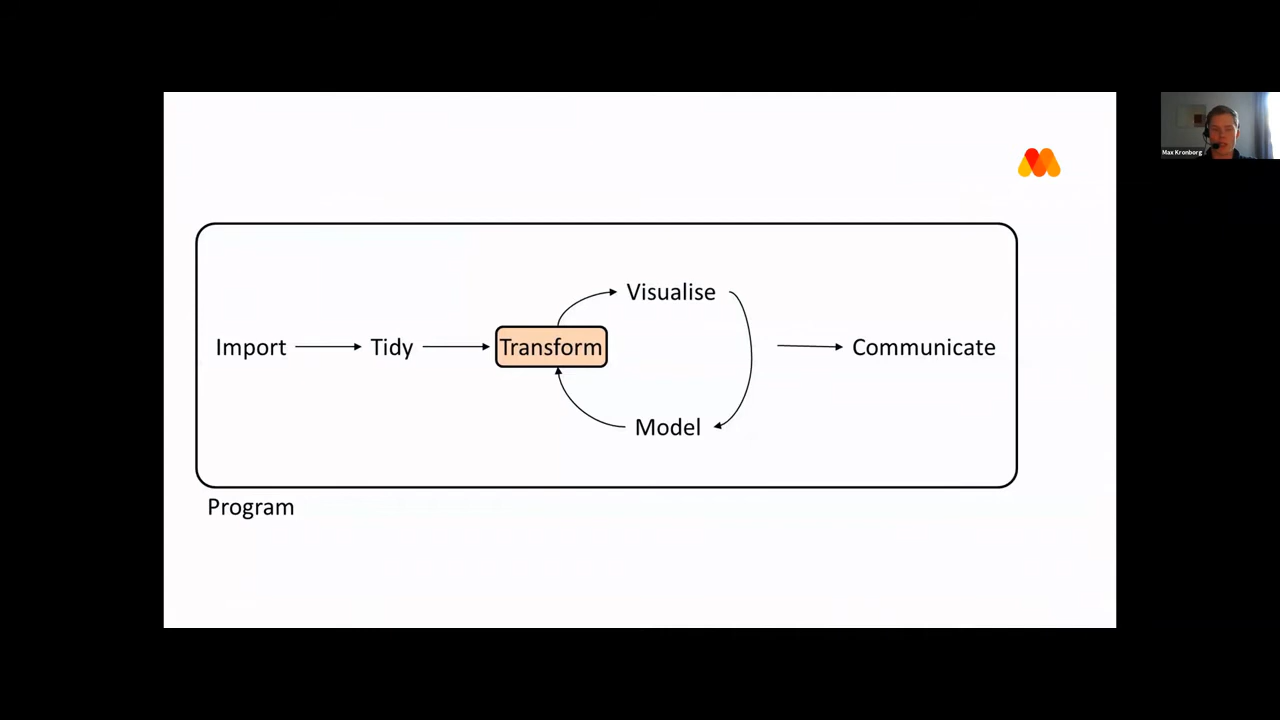 Max Kronborg
Visualise
Import
Tidy
Transform
Communicate
Model
Program